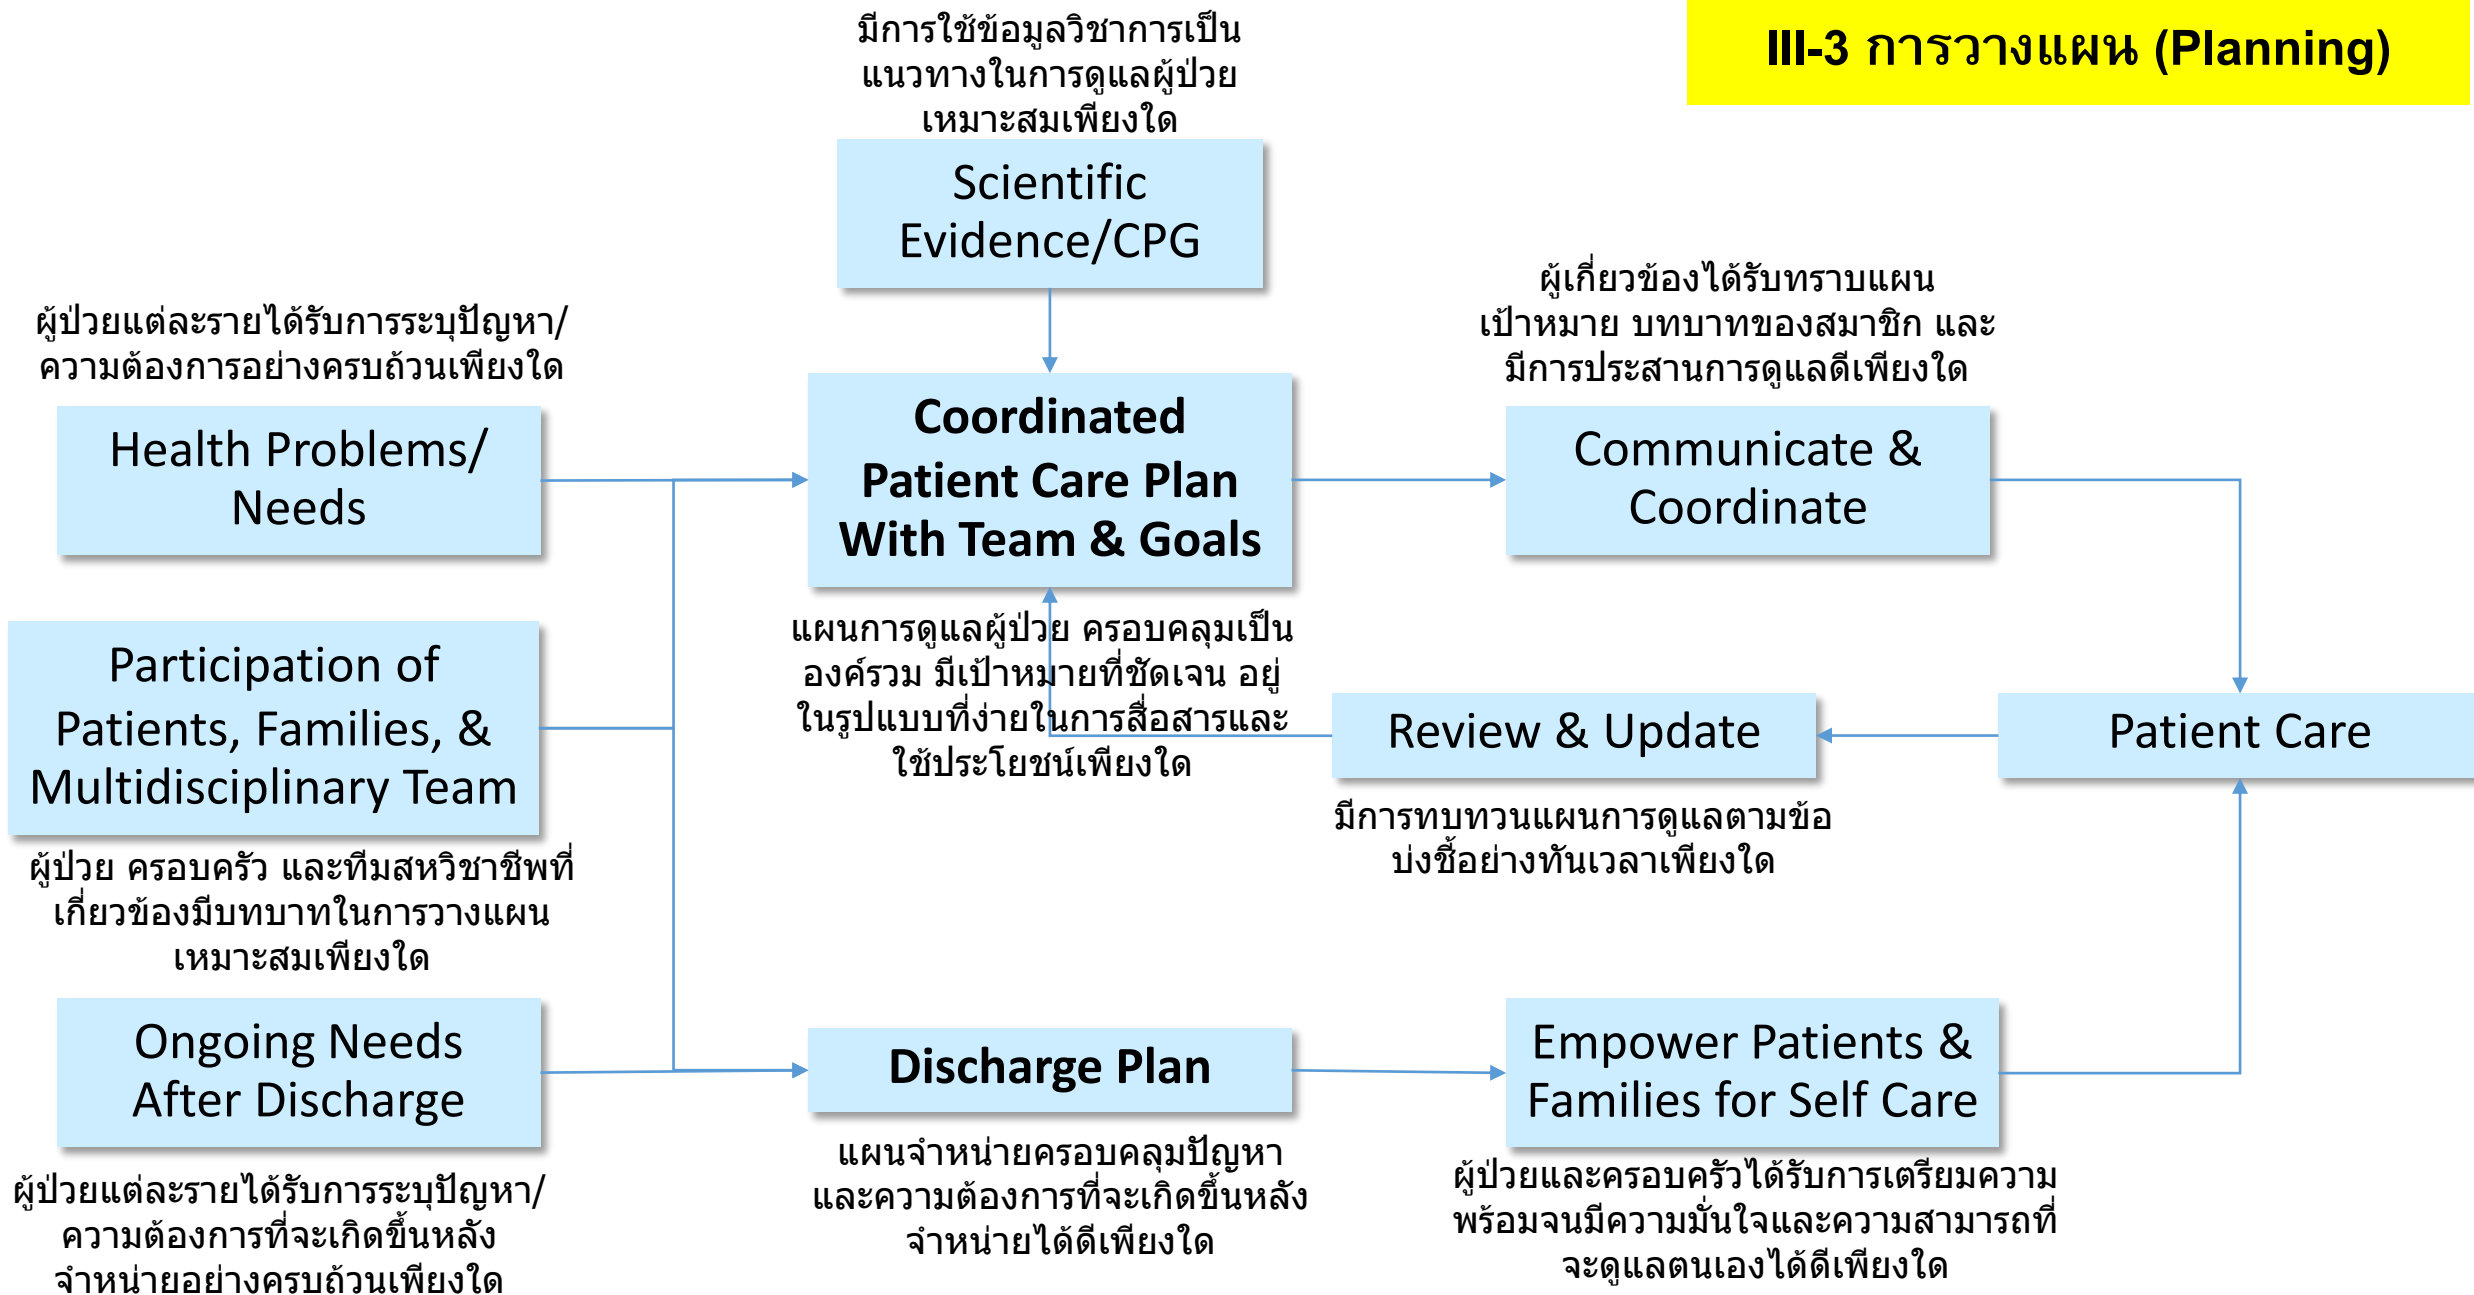 III-3 การวางแผน (Planning)
มีการใช้ข้อมูลวิชาการเป็น
แนวทางในการดูแลผู้ป่วย
เหมาะสมเพียงใด
Scientific
Evidence/CPG
ผู้ป่วยแต่ละรายได้รับการระบุปัญหา/
ความต้องการอย่างครบถ้วนเพียงใด
Health Problems/
Needs
Coordinated
Patient Care Plan
With Team & Goals
แผนการดูแลผู้ป่วย ครอบคลุมเป็น
องค์รวม มีเป้าหมายที่ชัดเจน อยู่
ในรูปแบบที่ง่ายในการสื่อสารและ
ใช้ประโยชน์เพียงใด
ผู้เกี่ยวข้องได้รับทราบแผน
เป้าหมาย บทบาทของสมาชิก และ
มีการประสานการดูแลดีเพียงใด
Communicate &
Coordinate
Participation of
Patients, Families, &
Multidisciplinary Team
ผู้ป่วย ครอบครัว และทีมสหวิชาชีพที่
เกี่ยวข้องมีบทบาทในการวางแผน
เหมาะสมเพียงใด
Review & Update
มีการทบทวนแผนการดูแลตามข้อ
บ่งชี้อย่างทันเวลาเพียงใด
Patient Care
Ongoing Needs
After Discharge
ผู้ป่วยแต่ละรายได้รับการระบุปัญหา/
ความต้องการที่จะเกิดขึ้นหลัง
จำหน่ายอย่างครบถ้วนเพียงใด
Discharge Plan
แผนจำหน่ายครอบคลุมปัญหา
และความต้องการที่จะเกิดขึ้นหลัง
จำหน่ายได้ดีเพียงใด
Empower Patients &
Families for Self Care
ผู้ป่วยและครอบครัวได้รับการเตรียมความ
พร้อมจนมีความมั่นใจและความสามารถที่
จะดูแลตนเองได้ดีเพียงใด